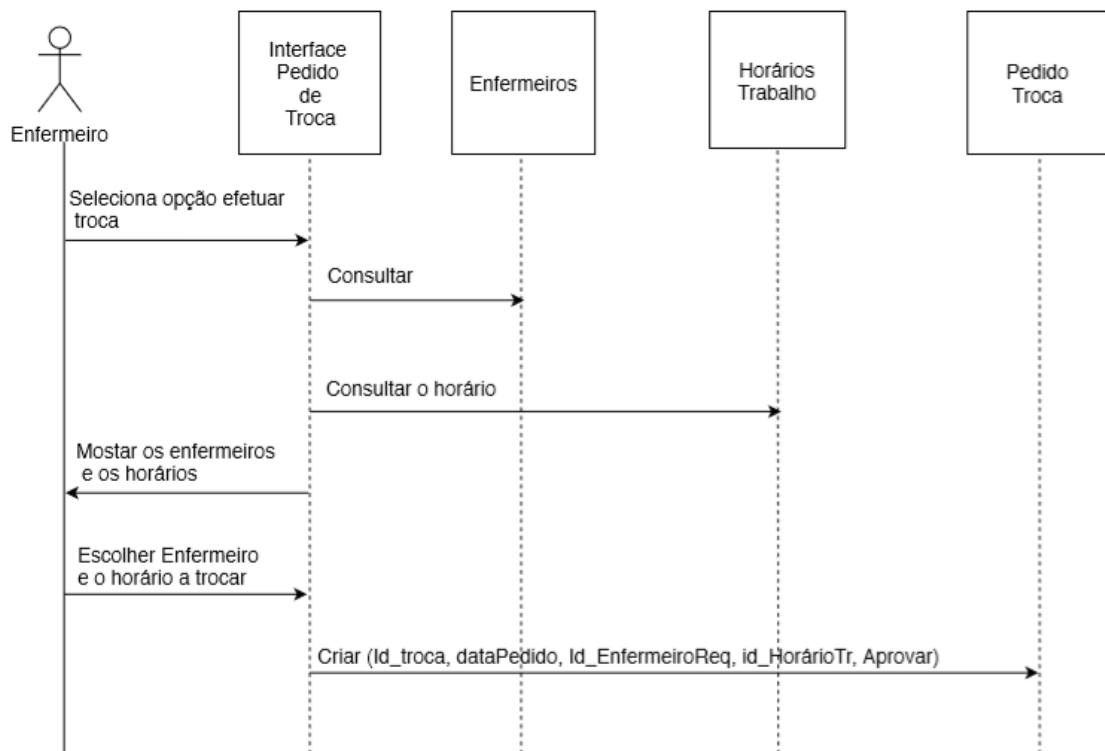 Enfermeiro
Interface
Pedido
de
Troca
Enfermeiros
Horários
Trabalho
Pedido
Troca
Seleciona opção efetuar
troca
Consultar
Consultar o horário
Mostar os enfermeiros
e os horários
Escolher Enfermeiro
e o horário a trocar
Criar (Id_troca, dataPedido, Id_EnfermeiroReq, id_HorárioTr, Aprovar)